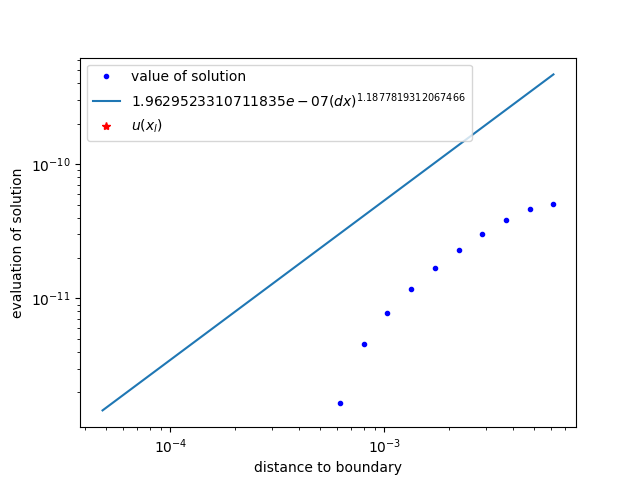 value of solution
1.9629523310711835e − 07(dx)^1.1877819312067466
u(x_l)
10^−10
10^−11
evaluation of solution
10^−4
10^−3
distance to boundary